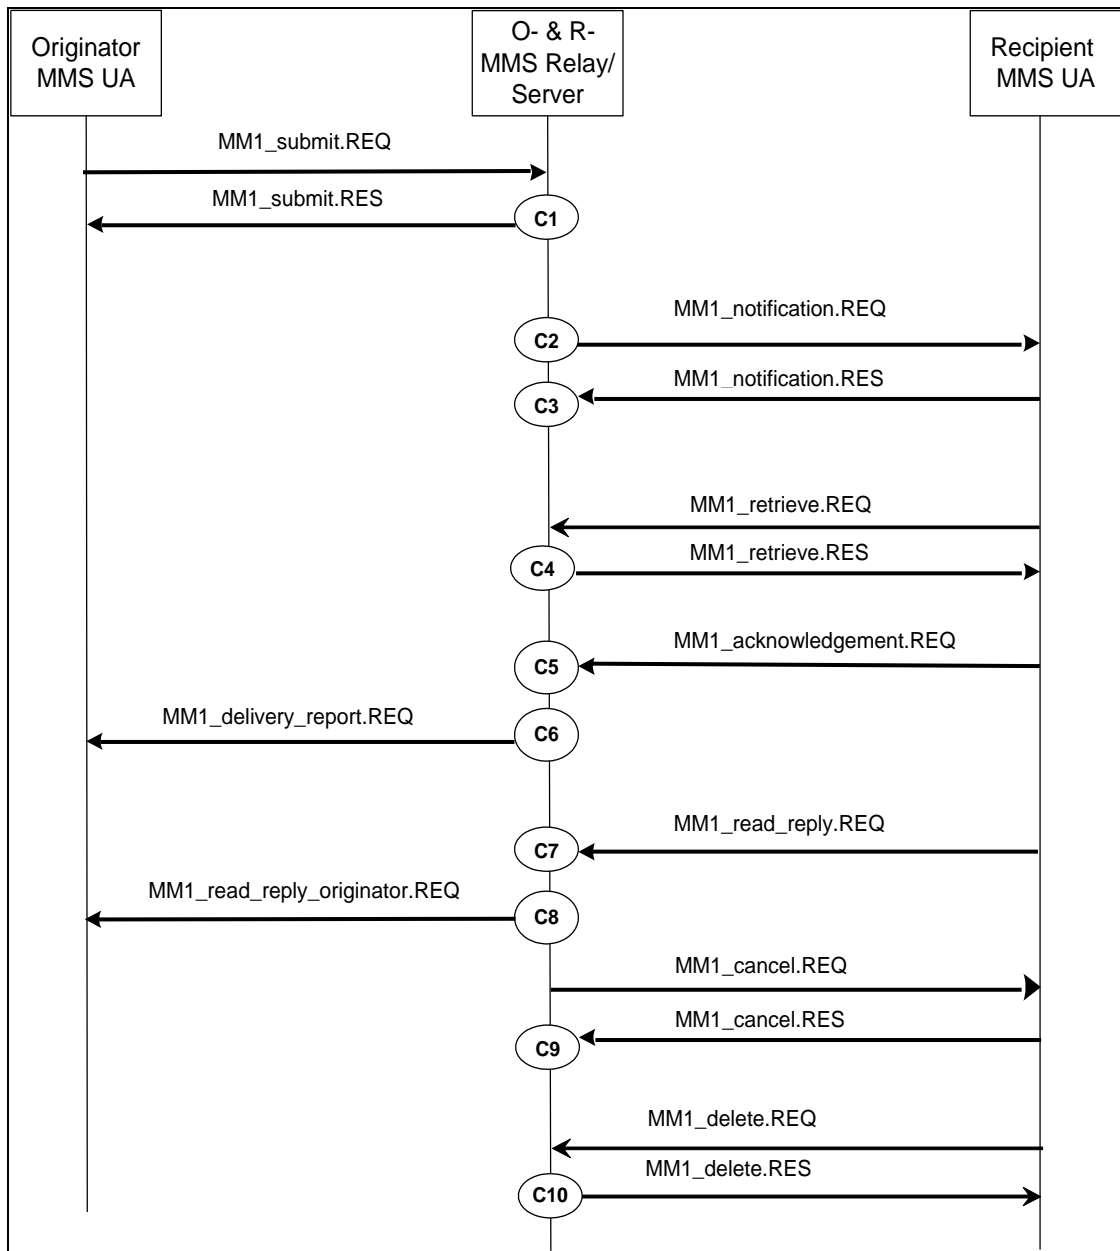 Originator
MMS UA
O- & R-
MMS Relay/
Server
Recipient
MMS UA
MM1_submit.REQ
MM1_submit.RES
C1
MM1_notification.REQ
C2
MM1_notification.RES
C3
MM1_retrieve.REQ
MM1_retrieve.RES
C4
MM1_acknowledgement.REQ
C5
MM1_delivery_report.REQ
C6
MM1_read_reply.REQ
C7
MM1_read_reply_originator.REQ
C8
MM1_cancel.REQ
MM1_cancel.RES
C9
MM1_delete.REQ
MM1_delete.RES
C10